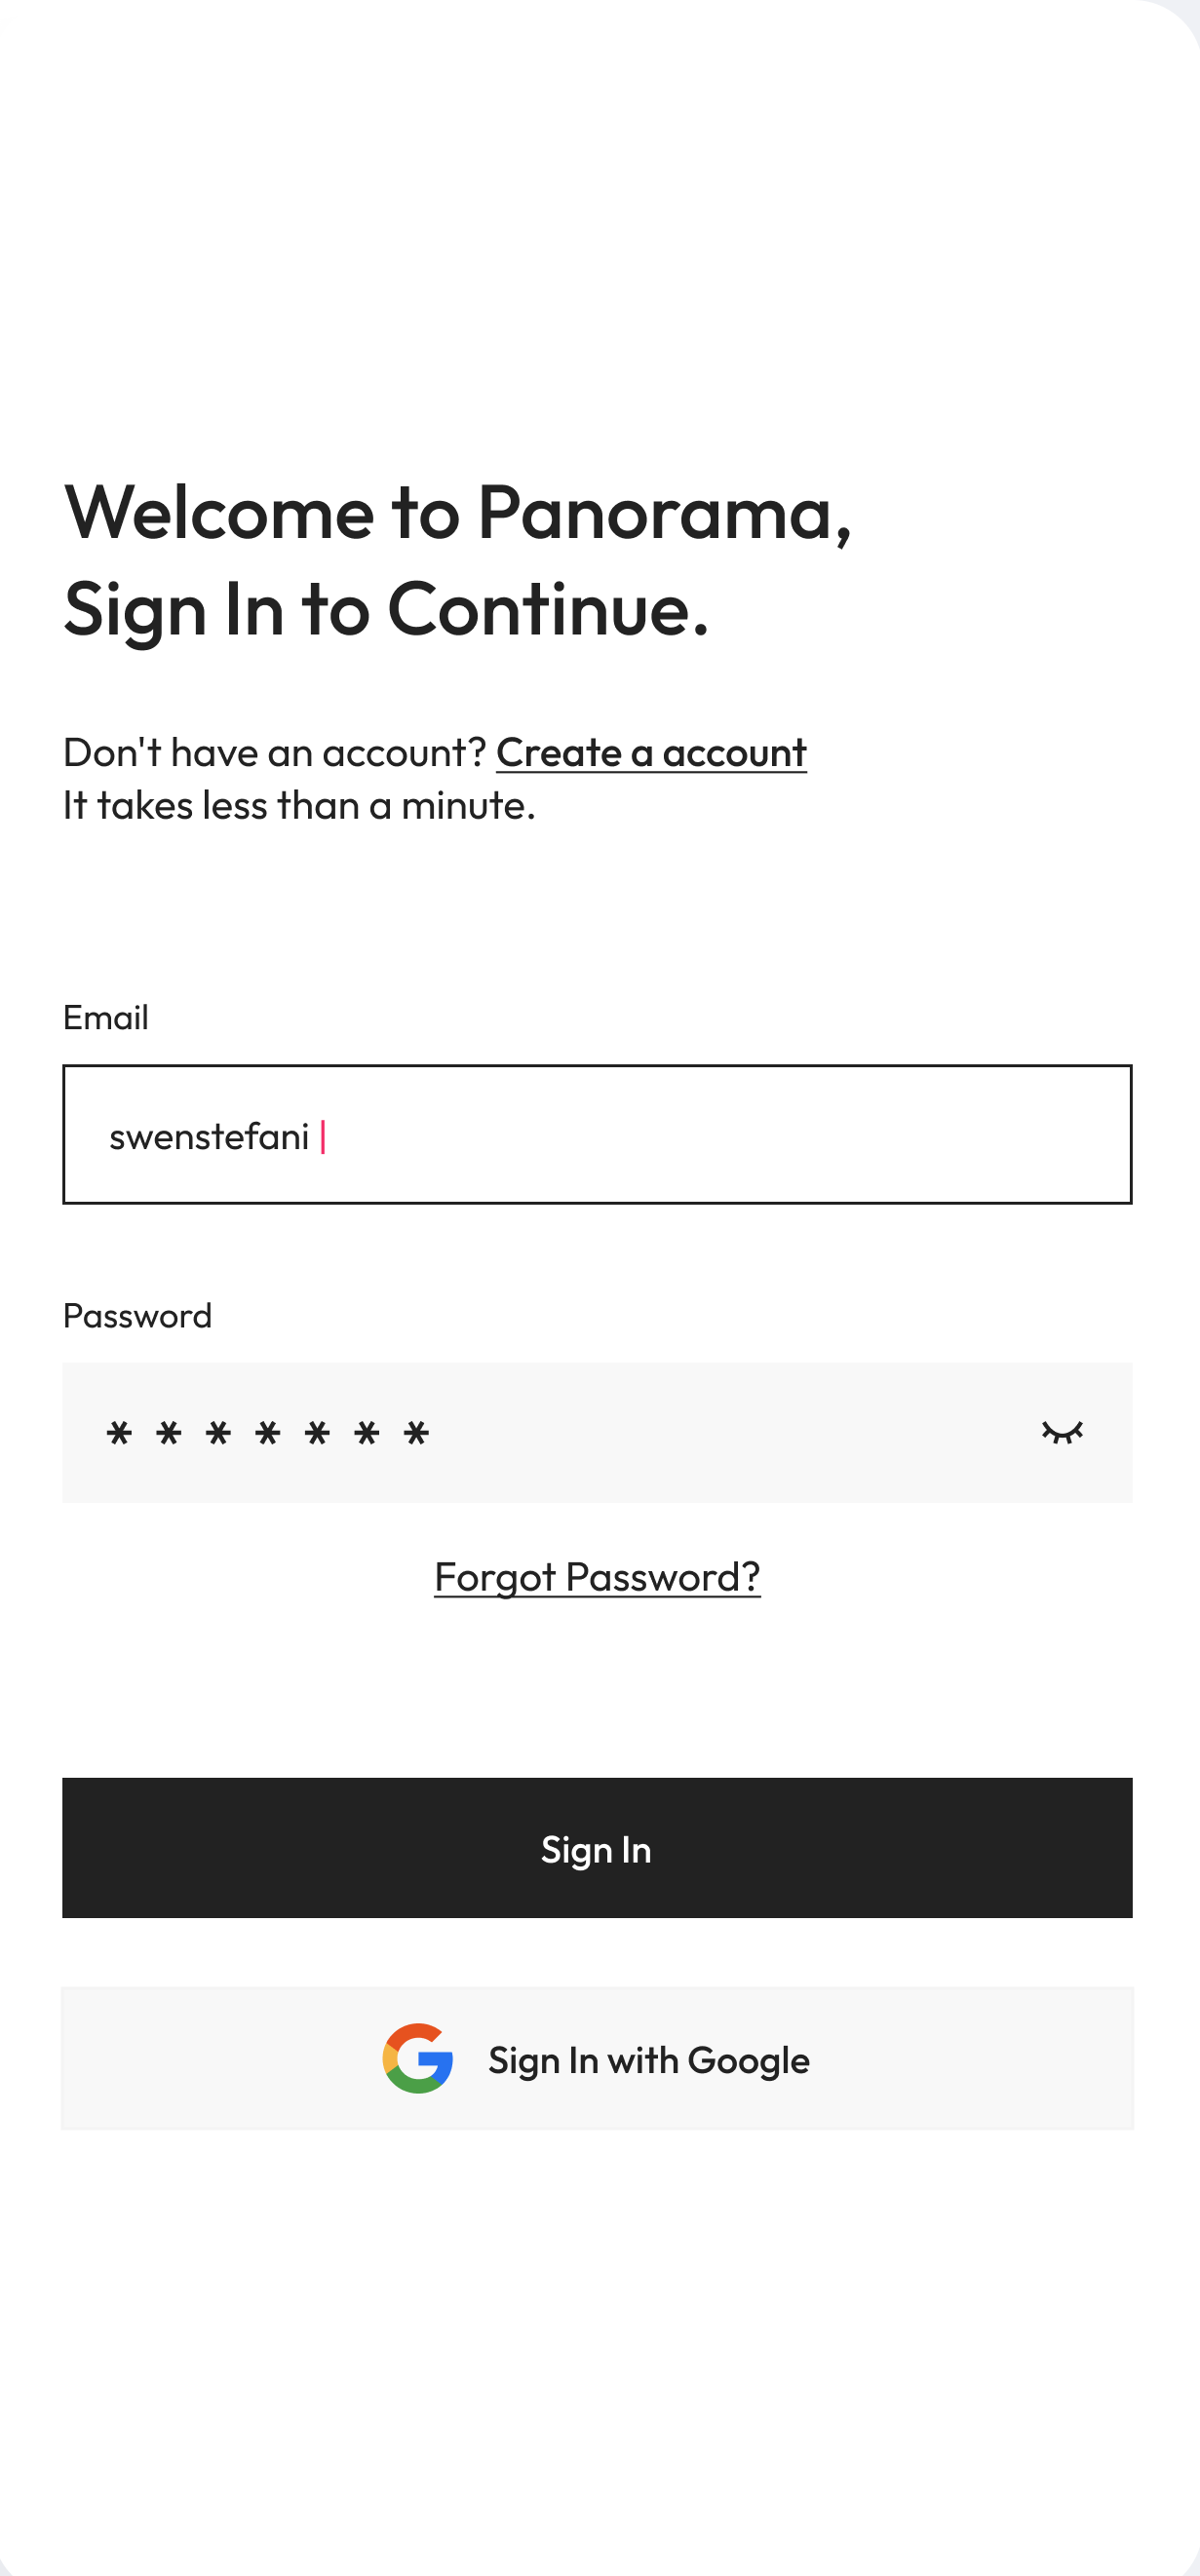 Welcome to Panorama,
Sign In to Continue.
Don't have an account? Create a account
It takes less than a minute.
Email
swenstefani
Password
* * * * * * *
Forgot Password?
Sign In
Sign In with Google